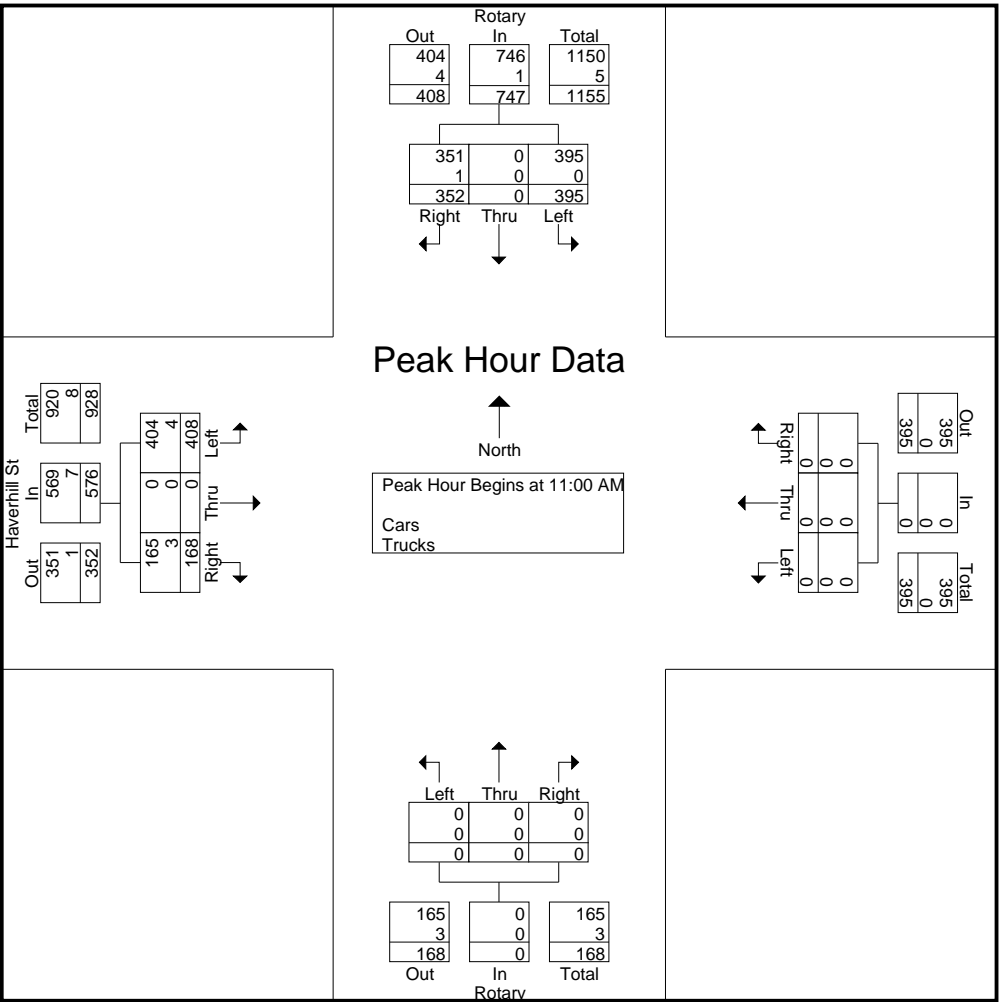 Rotary
Out In Total
404 746 1150
4 1 5
408 747 1155
351 0 395
1 0 0
352 0 395
Right Thru Left
Peak Hour Data
North
Peak Hour Begins at 11:00 AM
Cars
Trucks
Haverhill St
Total In Out
920 569 351
8 7 1
928 576 352
404 0 165
4 0 3
408 0 168
Left Thru Right
Right Thru Left
0 0 0
0 0 0
0 0 0
Out In Total
395 0 395
0 0 0
395 0 395
Left Thru Right
0 0 0
0 0 0
0 0 0
165 0 165
3 0 3
168 0 168
Out In Total
Rotary